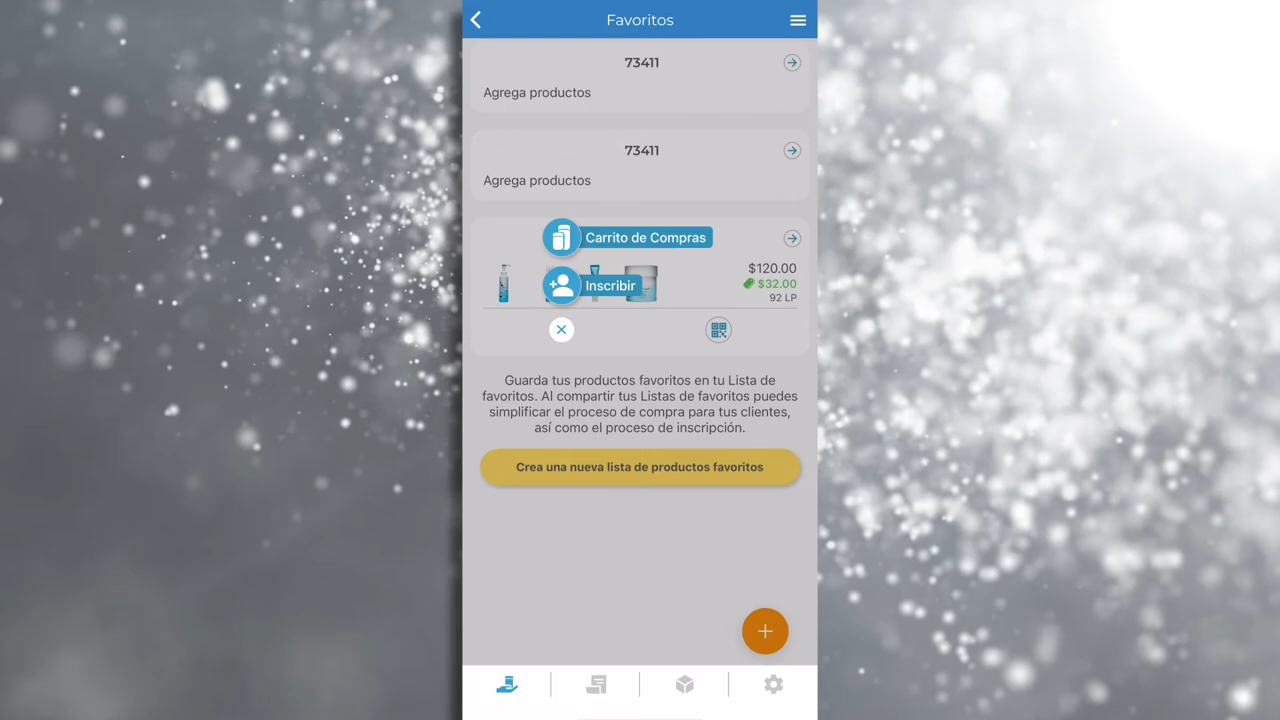 Favoritos
73411
Agrega productos
73411
Agrega productos
Carrito de Compras
Inscribir
$120.00
$32.00
92 LP
Guarda tus productos favoritos en tu Lista de
favoritos. Al compartir tus Listas de favoritos puedes
simplificar el proceso de compra para tus clientes,
así como el proceso de inscripción.
Crea una nueva lista de productos favoritos